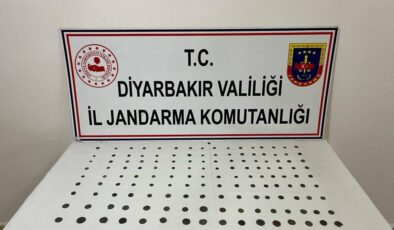 T.C.
DİYARBAKIR VALİLİĞİ
İL JANDARMA KOMUTANLIĞI